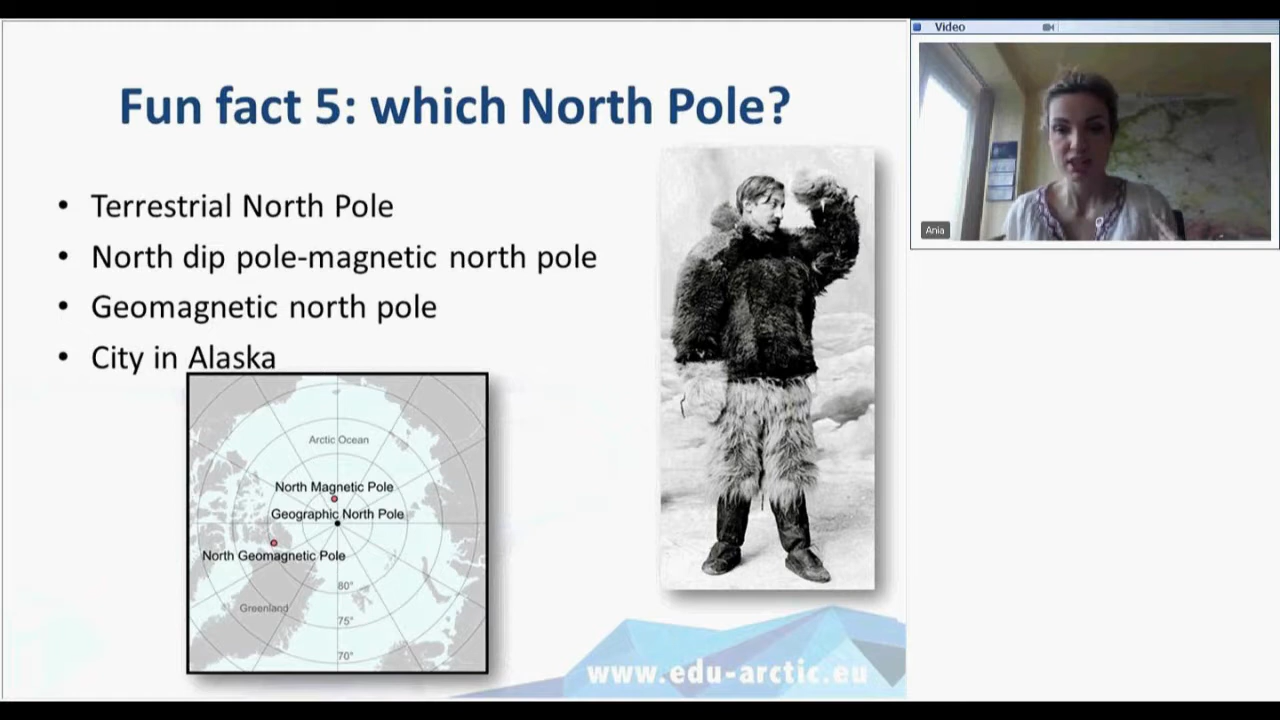 Fun fact 5: which North Pole?
• Terrestrial North Pole
• North dip pole-magnetic north pole
• Geomagnetic north pole
• City in Alaska
Arctic Ocean
North Magnetic Pole
Geographic North Pole
North Geomagnetic Pole
80°
Greenland
75°
70°
www.edu-arctic.eu
Video
Ania